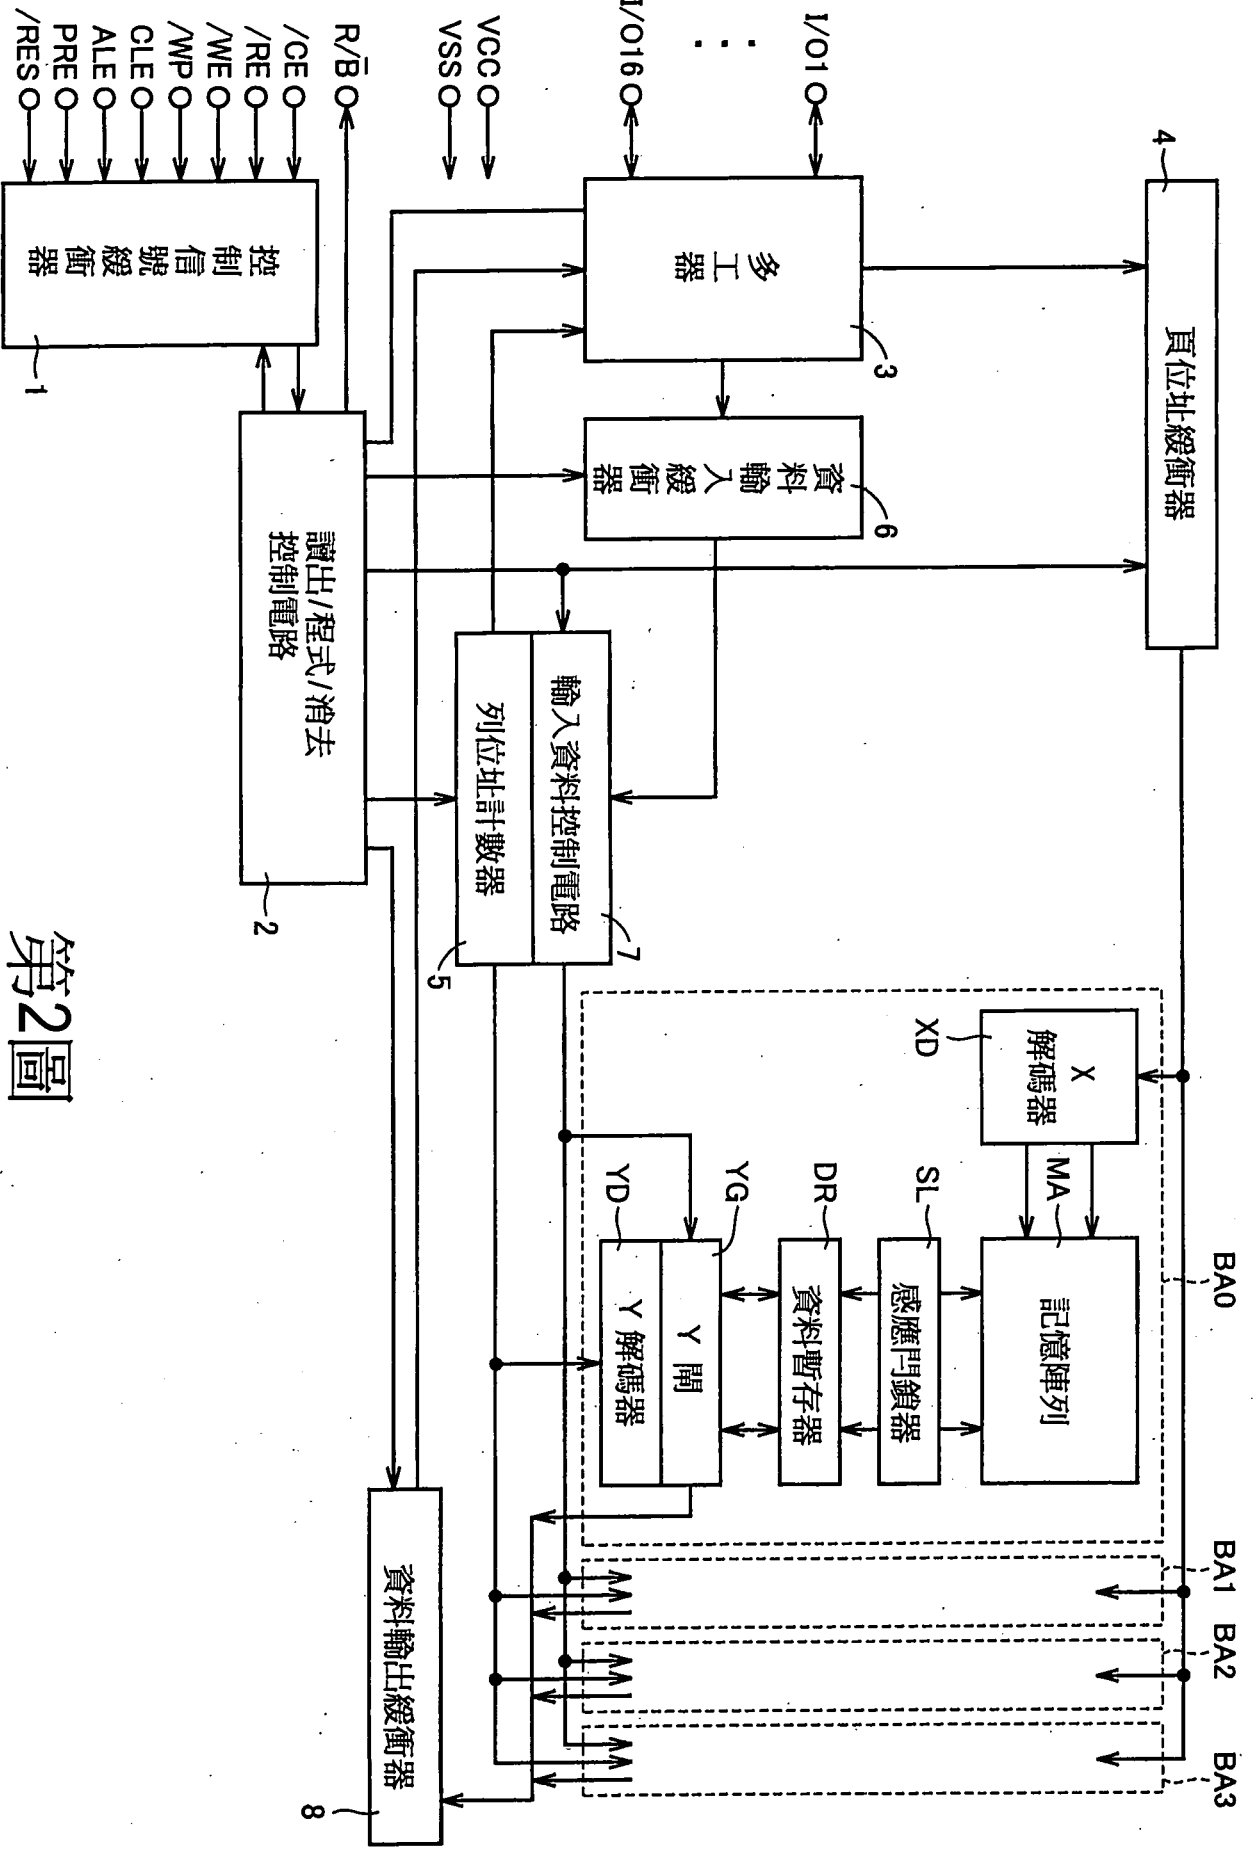 4
頁位址緩衝器
BA0
BA1
BA2
BA3
I/O1
I/O16
多工器
3
資料輸入緩衝器
6
X
解碼器
XD
MA
記憶陣列
SL
感應閂鎖器
DR
資料暫存器
YG
Y 閘
YD
Y 解碼器
輸入資料控制電路
7
列位址計數器
5
VCC
VSS
R/B̅
/CE
/RE
/WE
/WP
CLE
ALE
PRE
/RES
控制信號緩衝器
1
讀出/程式/消去
控制電路
2
資料輸出緩衝器
8
第2圖